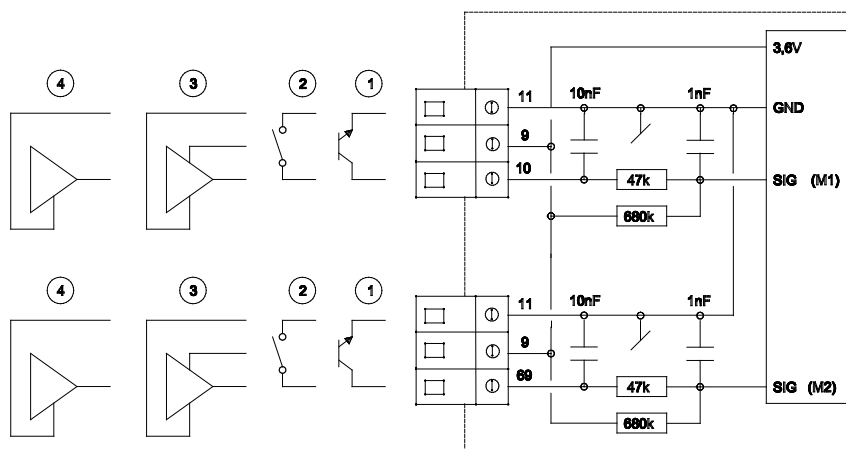 3,6V
4 3 2 1
11 10nF 1nF GND
9
10 47k SIG (M1)
680k
4 3 2 1
11 10nF 1nF
9
69 47k SIG (M2)
680k